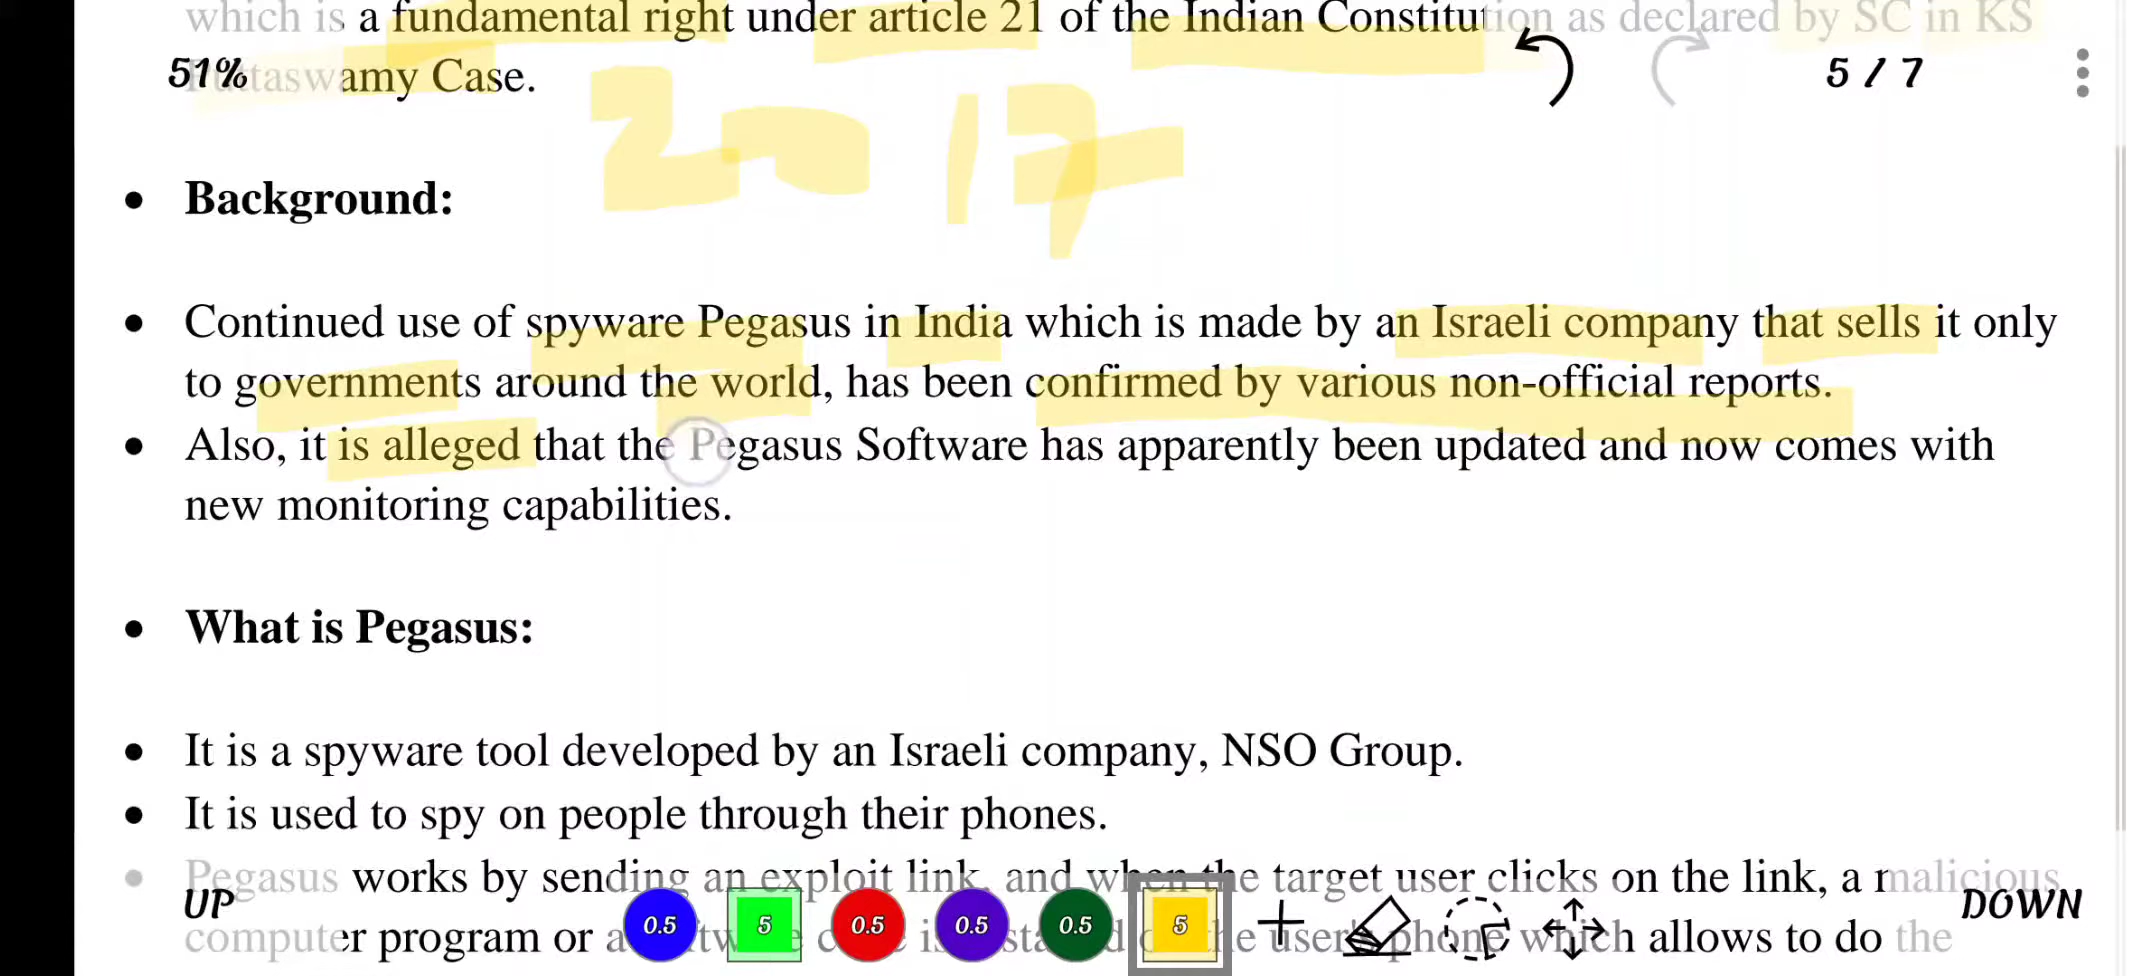 which is a fundamental right under article 21 of the Indian Constitution as declared by SC in KS
51%
Puttaswamy Case.
5 / 7
2017
• Background:
• Continued use of spyware Pegasus in India which is made by an Israeli company that sells it only
to governments around the world, has been confirmed by various non-official reports.
• Also, it is alleged that the Pegasus Software has apparently been updated and now comes with
new monitoring capabilities.
• What is Pegasus:
• It is a spyware tool developed by an Israeli company, NSO Group.
• It is used to spy on people through their phones.
• Pegasus works by sending an exploit link, and when the target user clicks on the link, a malicious
UP
DOWN
computer program or a user's phone which allows to do the
0.5 5 0.5 0.5 0.5 5